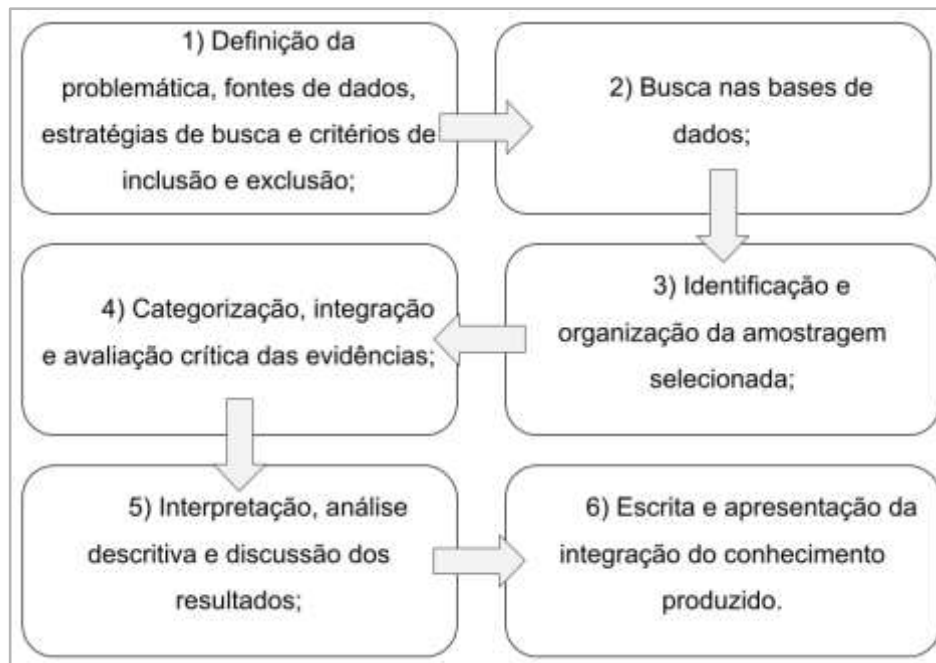 1) Definição da
problemática, fontes de dados,
estratégias de busca e critérios de
inclusão e exclusão;
2) Busca nas bases de
dados;
3) Identificação e
organização da amostragem
selecionada;
4) Categorização, integração
e avaliação crítica das evidências;
5) Interpretação, análise
descritiva e discussão dos
resultados;
6) Escrita e apresentação da
integração do conhecimento
produzido.